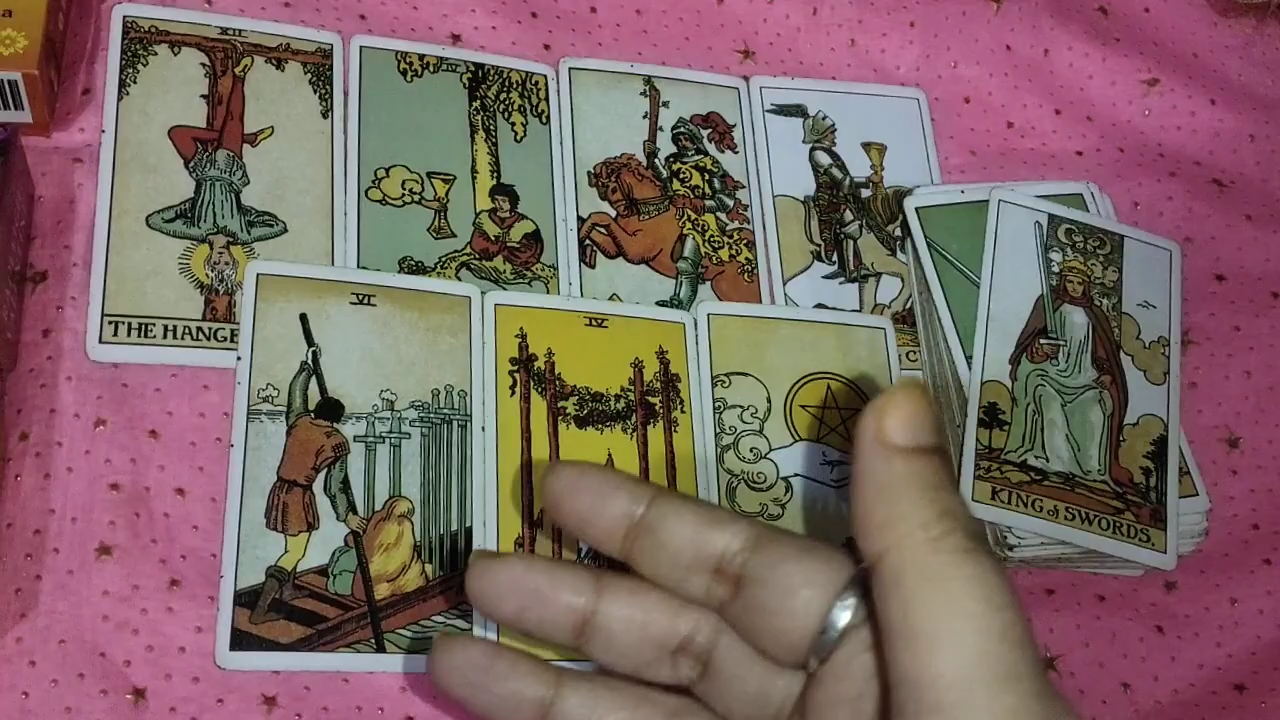 a
XII
THE HANGE
IV
VI
IV
KING of SWORDS.